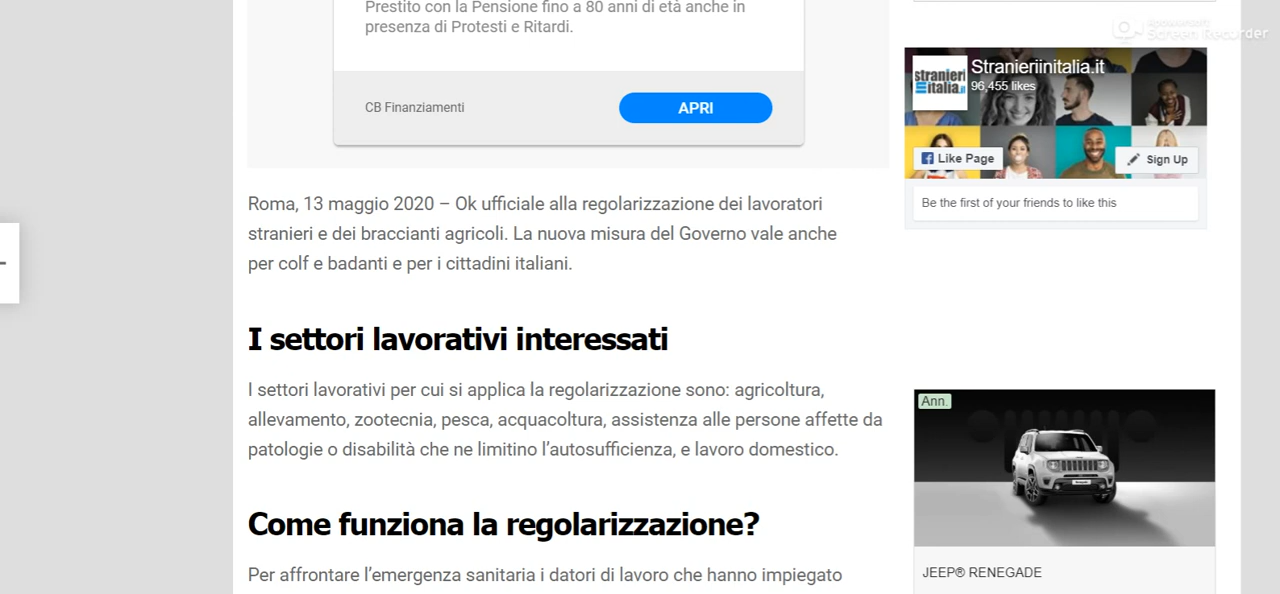 Prestito con la Pensione fino a 80 anni di età anche in
presenza di Protesti e Ritardi.
CB Finanziamenti
APRI
Roma, 13 maggio 2020 – Ok ufficiale alla regolarizzazione dei lavoratori
stranieri e dei braccianti agricoli. La nuova misura del Governo vale anche
per colf e badanti e per i cittadini italiani.
I settori lavorativi interessati
I settori lavorativi per cui si applica la regolarizzazione sono: agricoltura,
allevamento, zootecnia, pesca, acquacoltura, assistenza alle persone affette da
patologie o disabilità che ne limitino l’autosufficienza, e lavoro domestico.
Come funziona la regolarizzazione?
Per affrontare l’emergenza sanitaria i datori di lavoro che hanno impiegato
Apowersoft
Screen Recorder
stranieri
initalia.it
Stranieriinitalia.it
96,455 likes
Like Page
Sign Up
Be the first of your friends to like this
Ann.
JEEP® RENEGADE